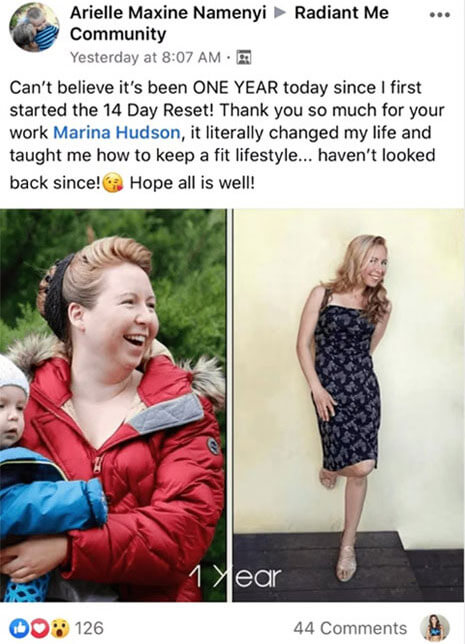 Arielle Maxine Namenyi ▶ Radiant Me
Community
Yesterday at 8:07 AM ·
Can’t believe it’s been ONE YEAR today since I first
started the 14 Day Reset! Thank you so much for your
work Marina Hudson, it literally changed my life and
taught me how to keep a fit lifestyle... haven’t looked
back since!😘 Hope all is well!
1 Year
126
44 Comments